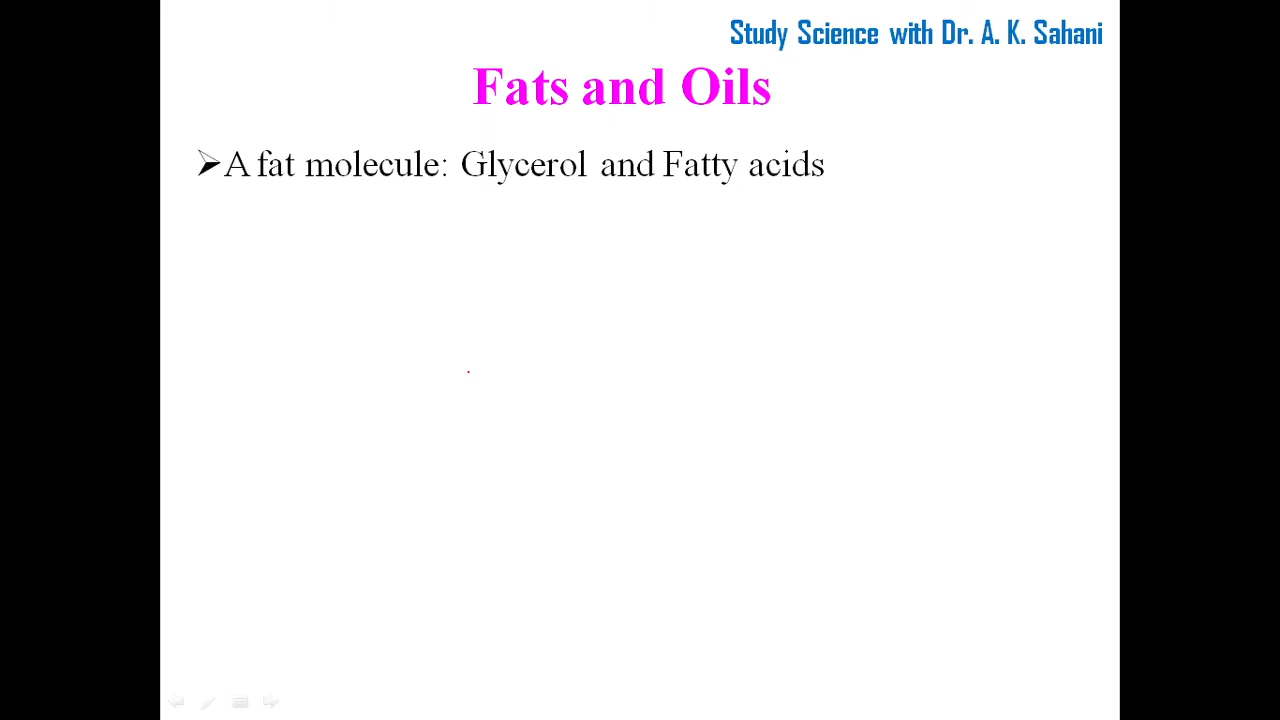 Study Science with Dr. A. K. Sahani
Fats and Oils
➢A fat molecule: Glycerol and Fatty acids